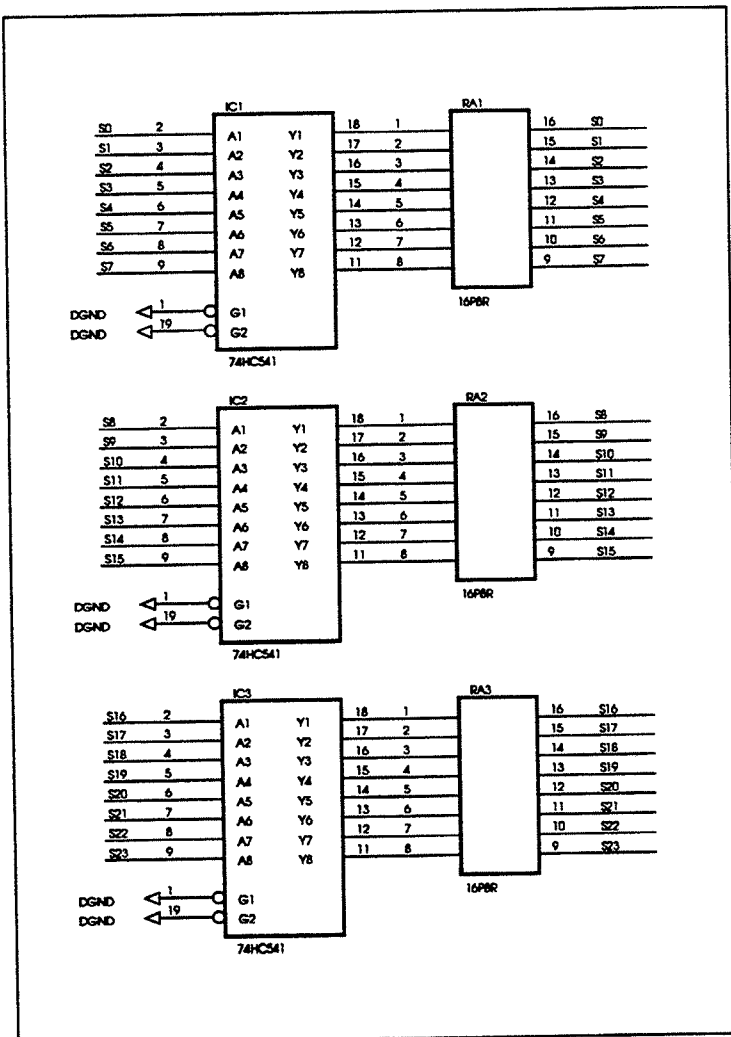 IC1 RA1
S0 2 A1 Y1 18 1 16 S0
S1 3 A2 Y2 17 2 15 S1
S2 4 A3 Y3 16 3 14 S2
S3 5 A4 Y4 15 4 13 S3
S4 6 A5 Y5 14 5 12 S4
S5 7 A6 Y6 13 6 11 S5
S6 8 A7 Y7 12 7 10 S6
S7 9 A8 Y8 11 8 9 S7
DGND 1 G1
DGND 19 G2
16P8R
74HC541
IC2 RA2
S8 2 A1 Y1 18 1 16 S8
S9 3 A2 Y2 17 2 15 S9
S10 4 A3 Y3 16 3 14 S10
S11 5 A4 Y4 15 4 13 S11
S12 6 A5 Y5 14 5 12 S12
S13 7 A6 Y6 13 6 11 S13
S14 8 A7 Y7 12 7 10 S14
S15 9 A8 Y8 11 8 9 S15
DGND 1 G1
DGND 19 G2
16P8R
74HC541
IC3 RA3
S16 2 A1 Y1 18 1 16 S16
S17 3 A2 Y2 17 2 15 S17
S18 4 A3 Y3 16 3 14 S18
S19 5 A4 Y4 15 4 13 S19
S20 6 A5 Y5 14 5 12 S20
S21 7 A6 Y6 13 6 11 S21
S22 8 A7 Y7 12 7 10 S22
S23 9 A8 Y8 11 8 9 S23
DGND 1 G1
DGND 19 G2
16P8R
74HC541